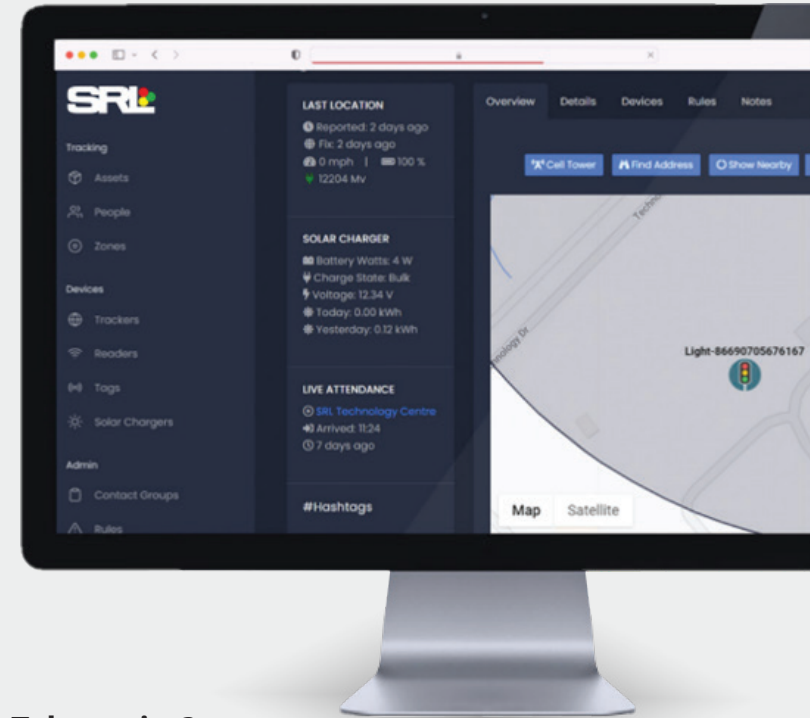 SRL
Tracking
Assets
People
Zones
Devices
Trackers
Readers
Tags
Solar Chargers
Admin
Contact Groups
Rules
LAST LOCATION
Reported: 2 days ago
Fix: 2 days ago
0 mph | 100 %
12204 Mv
SOLAR CHARGER
Battery Watts: 4 W
Charge State: Bulk
Voltage: 12.34 V
Today: 0.00 kWh
Yesterday: 0.12 kWh
LIVE ATTENDANCE
SRL Technology Centre
Arrived: 11:24
7 days ago
#Hashtags
Overview Details Devices Rules Notes
Cell Tower Find Address Show Nearby
Technology Dr
Light-86690705676167
Map Satellite